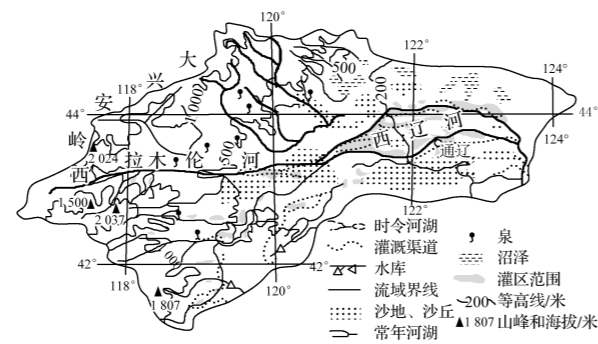 120°
大
122°
兴
500
124°
118°
1000
200
安
44°
44°
岭
西 辽 河
124°
2 024
500
通辽
西 拉 木 伦 河
1 500
2 037
122°
时令河湖
泉
灌溉渠道
沼泽
42°
42°
水库
灌区范围
118°
120°
流域界线
200 等高线/米
1 807
沙地、沙丘
1 807 山峰和海拔/米
常年河湖